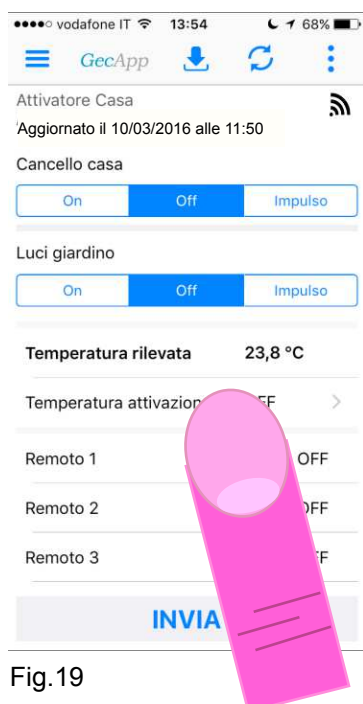 vodafone IT 13:54 68%
GecApp
Attivatore Casa
Aggiornato il 10/03/2016 alle 11:50
Cancello casa
On Off Impulso
Luci giardino
On Off Impulso
Temperatura rilevata 23,8 °C
Temperatura
Remoto 1 OFF
Remoto 2
Remoto 3
INVIA
Fig.19